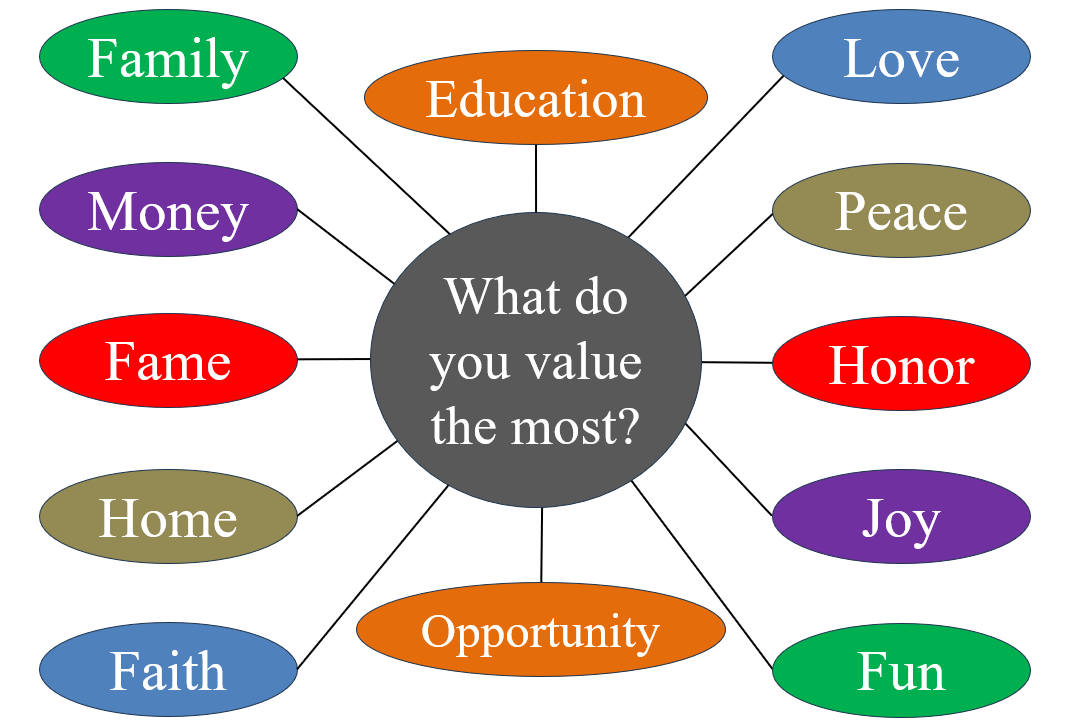 Family
Education
Love
Money
Peace
What do
you value
the most?
Fame
Honor
Home
Joy
Opportunity
Faith
Fun